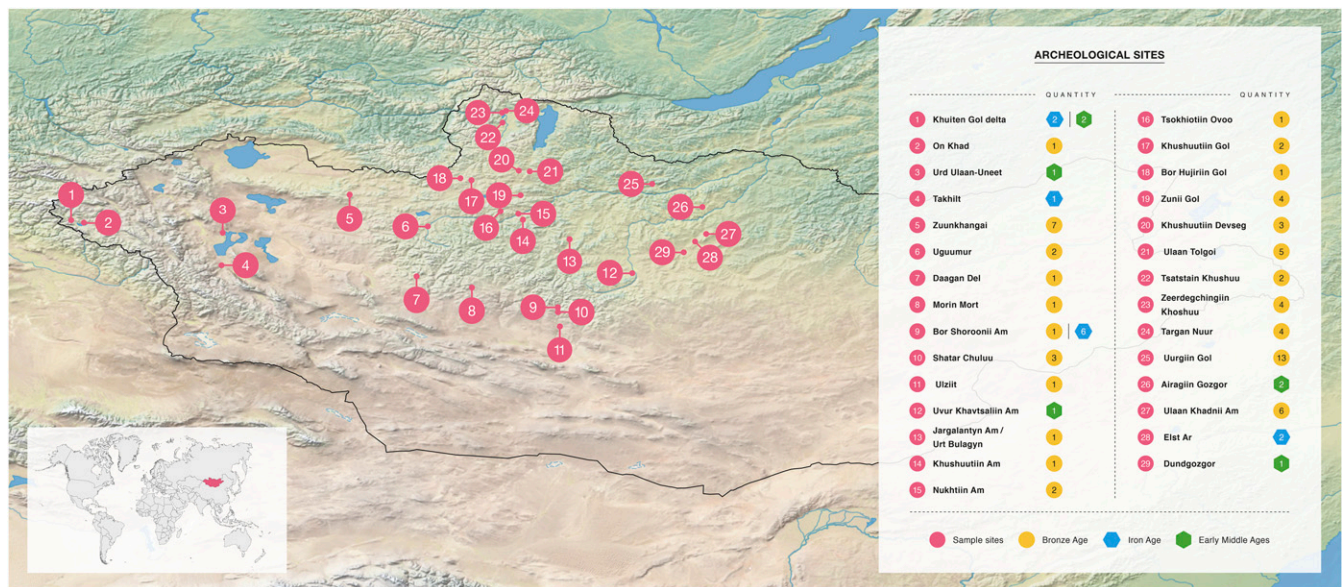 ARCHEOLOGICAL SITES
QUANTITY
1 Khuiten Gol delta 2 | 2
2 On Khad 1
3 Urd Ulaan-Uneet 1
4 Takhilt 1
5 Zuunkhangai 7
6 Uguumur 2
7 Daagan Del 1
8 Morin Mort 1
9 Bor Shoroonii Am 1 | 6
10 Shatar Chuluu 3
11 Ulziit 1
12 Uvur Khavtsaliin Am 1
13 Jargalantyn Am /
Urt Bulagyn 1
14 Khushuutiin Am 1
15 Nukhtiin Am 2
QUANTITY
16 Tsokhiotiin Ovoo 1
17 Khushuutiin Gol 2
18 Bor Hujiriin Gol 1
19 Zunii Gol 4
20 Khushuutiin Devseg 3
21 Ulaan Tolgoi 5
22 Tsatstain Khushuu 2
23 Zeerdegchingiin
Khoshuu 4
24 Targan Nuur 4
25 Uurgiin Gol 13
26 Airagiin Gozgor 2
27 Ulaan Khadnii Am 6
28 Elst Ar 2
29 Dundgozgor 1
Sample sites Bronze Age Iron Age Early Middle Ages
23 24
22
20 21
18 17 19 25
1 2 3 5 6 16 15 26
14 27
4 13 29 28
12
7 8 9 10
11